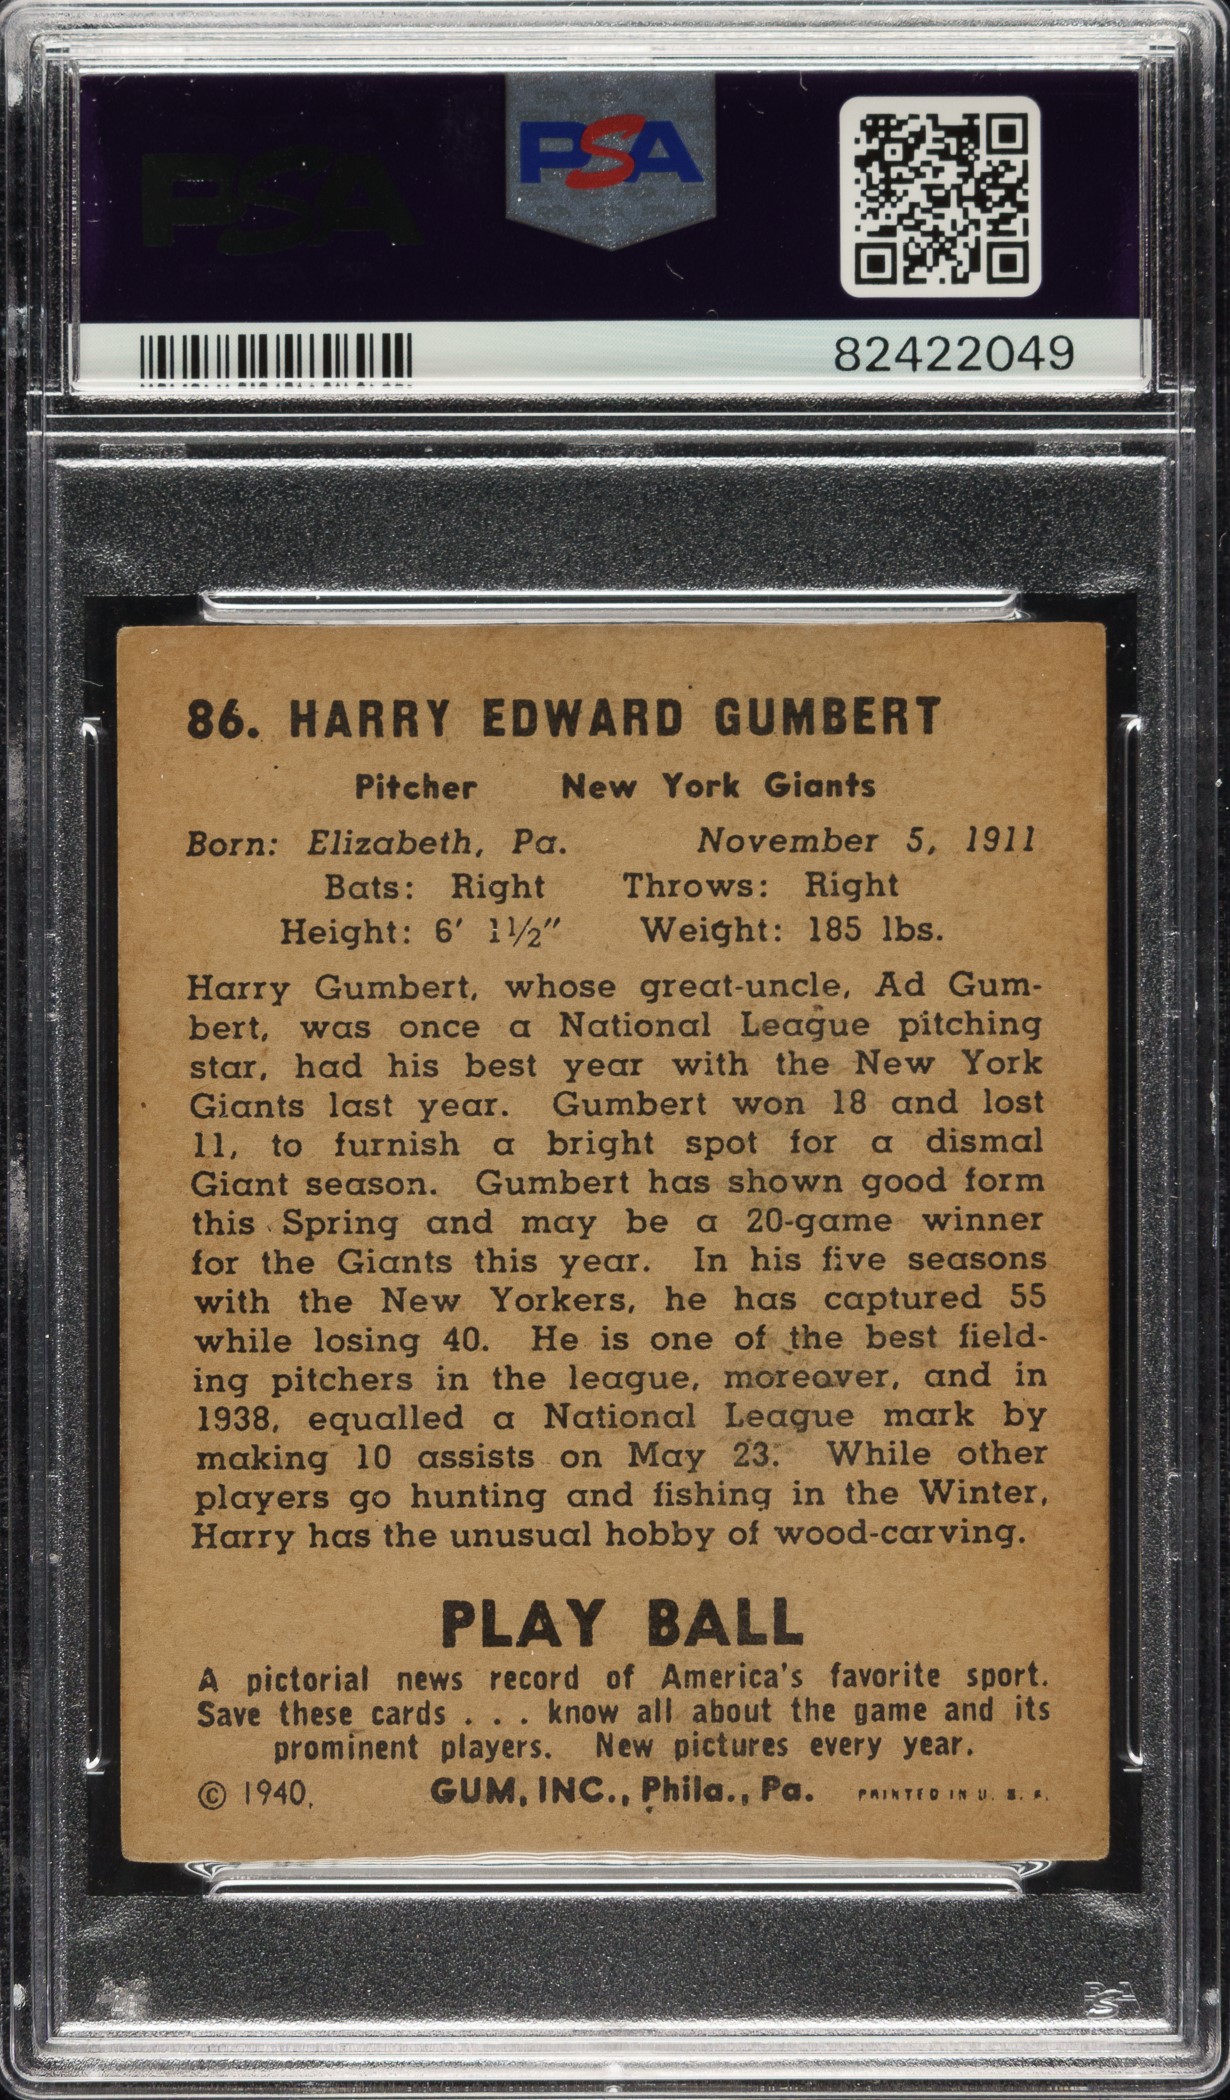 PSA
PSA
82422049
86. HARRY EDWARD GUMBERT
Pitcher New York Giants
Born: Elizabeth, Pa. November 5, 1911
Bats: Right Throws: Right
Height: 6' 1½" Weight: 185 lbs.
Harry Gumbert, whose great-uncle, Ad Gum-
bert, was once a National League pitching
star, had his best year with the New York
Giants last year. Gumbert won 18 and lost
11, to furnish a bright spot for a dismal
Giant season. Gumbert has shown good form
this Spring and may be a 20-game winner
for the Giants this year. In his five seasons
with the New Yorkers, he has captured 55
while losing 40. He is one of the best field-
ing pitchers in the league, moreover, and in
1938, equalled a National League mark by
making 10 assists on May 23. While other
players go hunting and fishing in the Winter,
Harry has the unusual hobby of wood-carving.
PLAY BALL
A pictorial news record of America's favorite sport.
Save these cards . . . know all about the game and its
prominent players. New pictures every year.
© 1940, GUM, INC., Phila., Pa. PRINTED IN U. S. A.
PSA